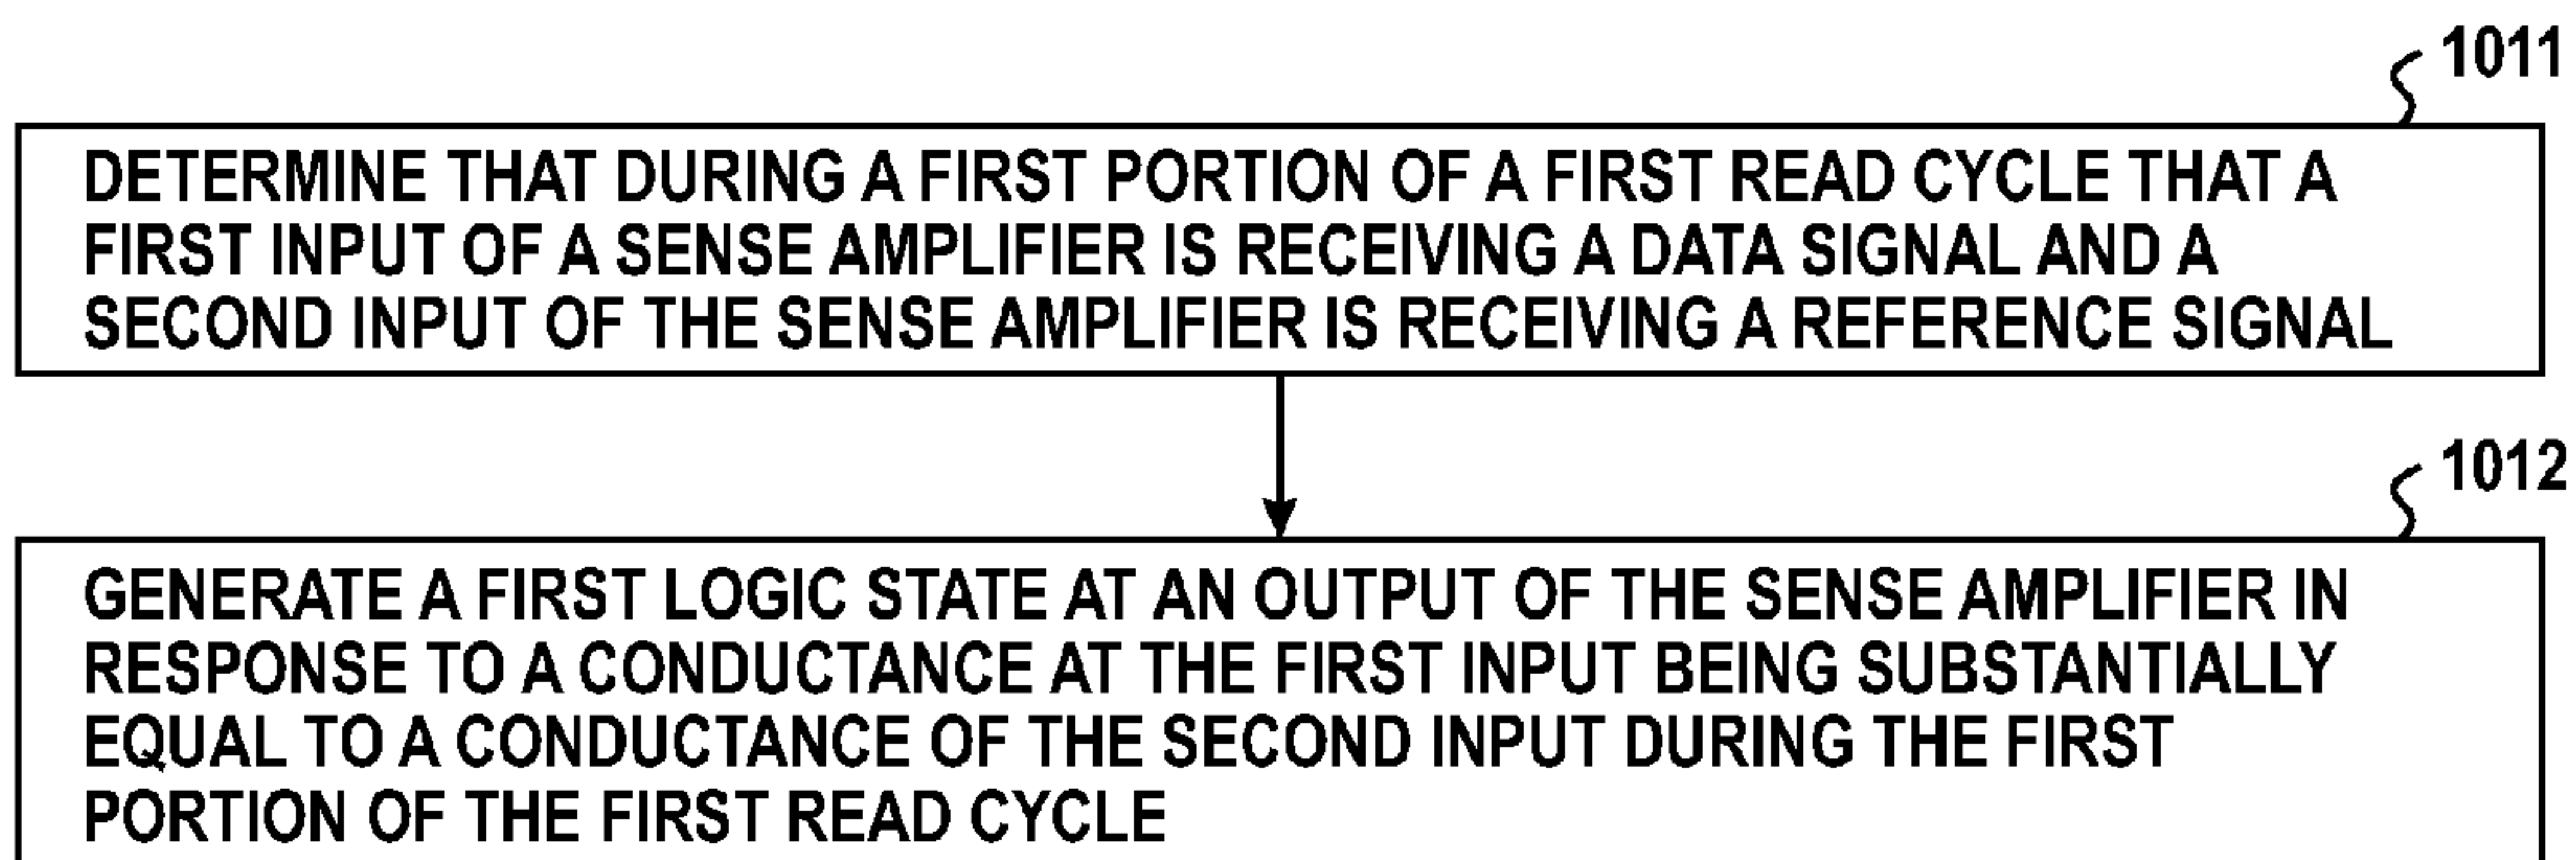 1011
DETERMINE THAT DURING A FIRST PORTION OF A FIRST READ CYCLE THAT A
FIRST INPUT OF A SENSE AMPLIFIER IS RECEIVING A DATA SIGNAL AND A
SECOND INPUT OF THE SENSE AMPLIFIER IS RECEIVING A REFERENCE SIGNAL
1012
GENERATE A FIRST LOGIC STATE AT AN OUTPUT OF THE SENSE AMPLIFIER IN
RESPONSE TO A CONDUCTANCE AT THE FIRST INPUT BEING SUBSTANTIALLY
EQUAL TO A CONDUCTANCE OF THE SECOND INPUT DURING THE FIRST
PORTION OF THE FIRST READ CYCLE